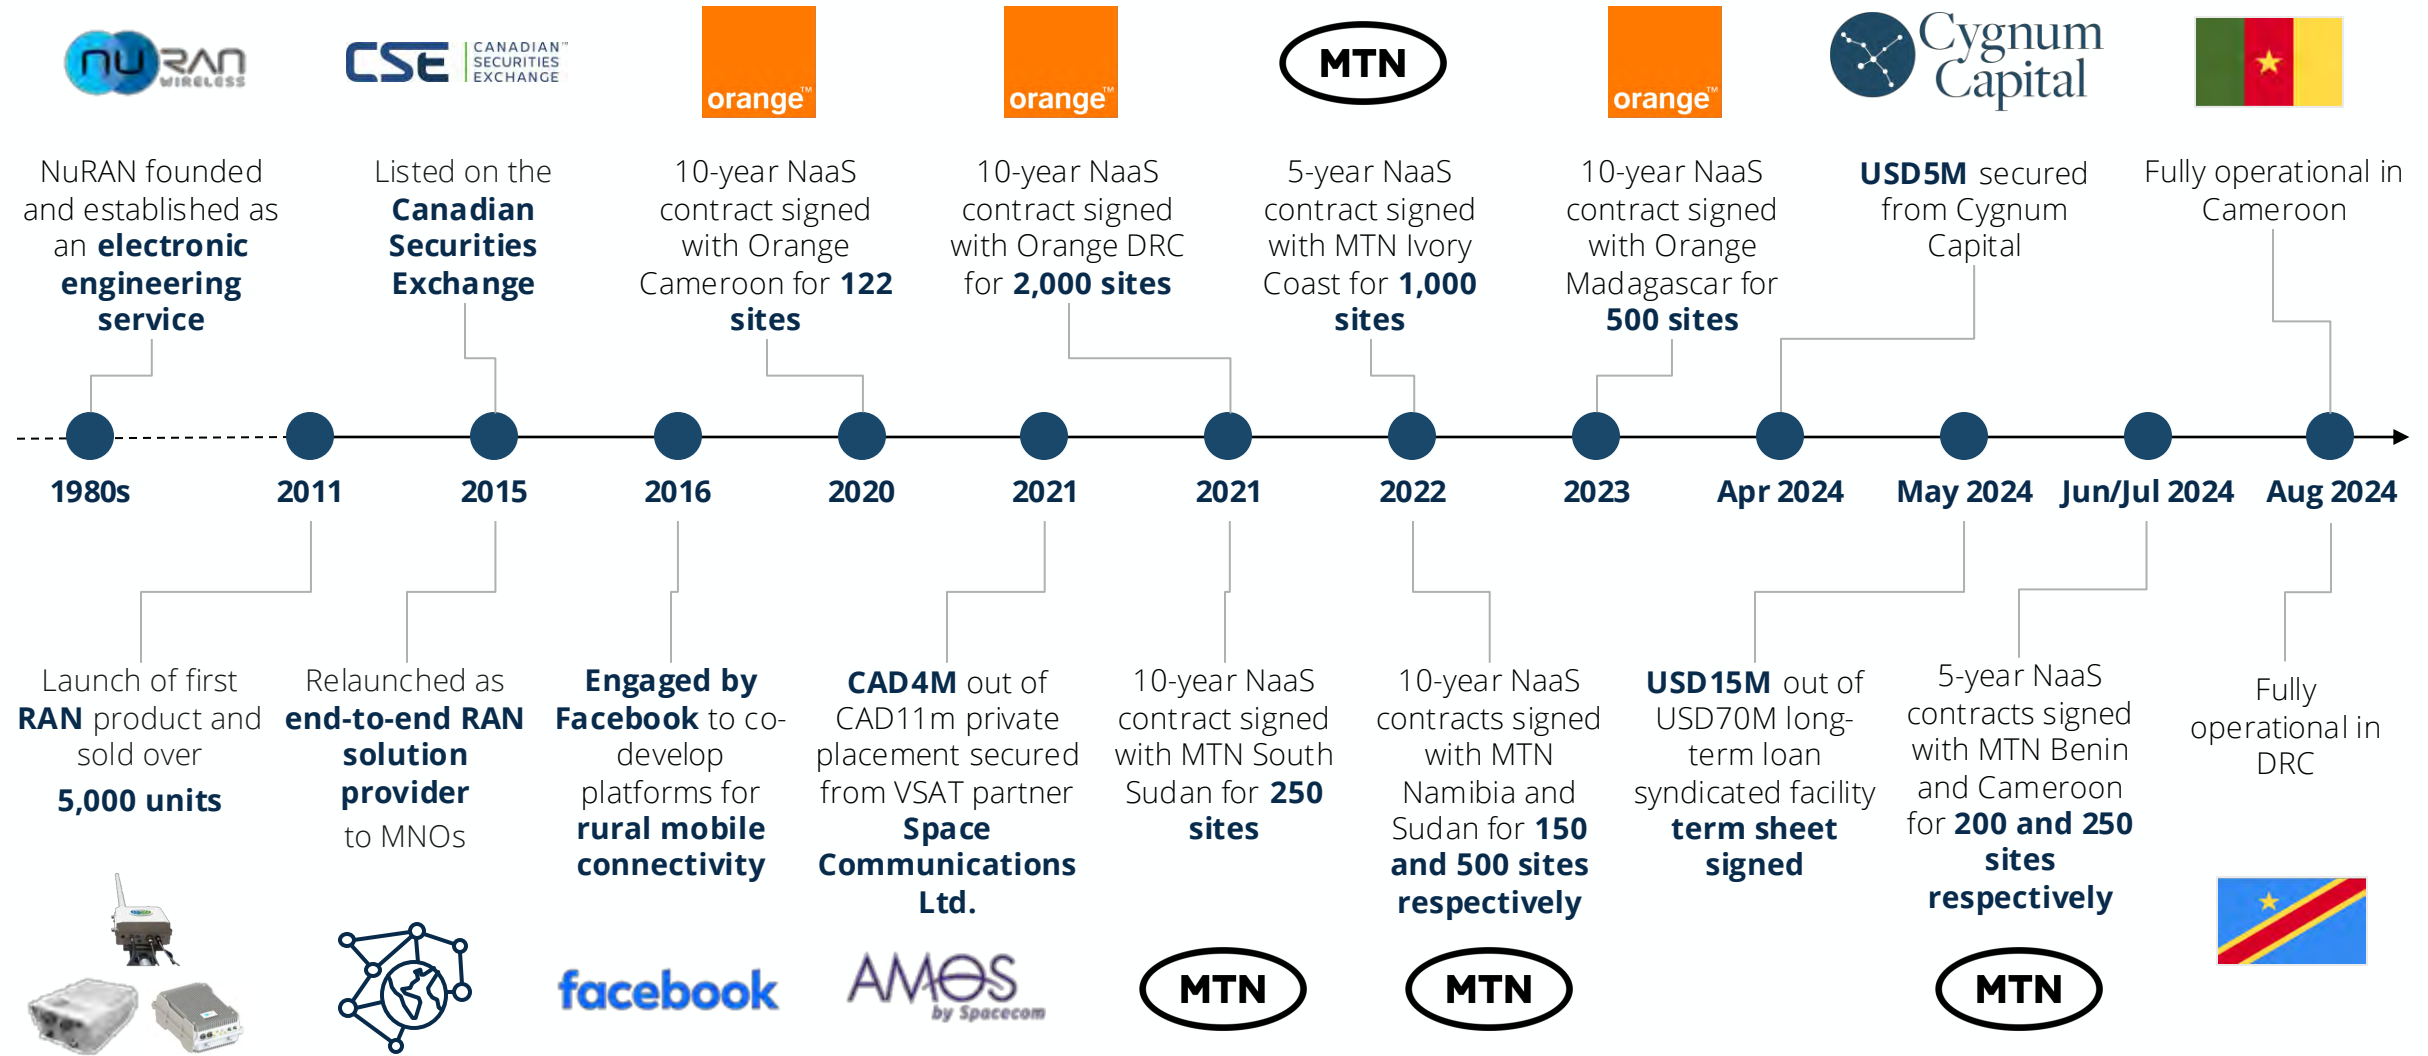 nuRAN
WIRELESS
CSE
CANADIAN™
SECURITIES
EXCHANGE
orange™
orange™
MTN
orange™
Cygnum
Capital
NuRAN founded
and established as
an electronic
engineering
service
Listed on the
Canadian
Securities
Exchange
10-year NaaS
contract signed
with Orange
Cameroon for 122
sites
10-year NaaS
contract signed
with Orange DRC
for 2,000 sites
5-year NaaS
contract signed
with MTN Ivory
Coast for 1,000
sites
10-year NaaS
contract signed
with Orange
Madagascar for
500 sites
USD5M secured
from Cygnum
Capital
Fully operational in
Cameroon
1980s
2011
2015
2016
2020
2021
2021
2022
2023
Apr 2024
May 2024
Jun/Jul 2024
Aug 2024
Launch of first
RAN product and
sold over
5,000 units
Relaunched as
end-to-end RAN
solution
provider
to MNOs
Engaged by
Facebook to co-
develop
platforms for
rural mobile
connectivity
CAD4M out of
CAD11m private
placement secured
from VSAT partner
Space
Communications
Ltd.
10-year NaaS
contract signed
with MTN South
Sudan for 250
sites
10-year NaaS
contracts signed
with MTN
Namibia and
Sudan for 150
and 500 sites
respectively
USD15M out of
USD70M long-
term loan
syndicated facility
term sheet
signed
5-year NaaS
contracts signed
with MTN Benin
and Cameroon
for 200 and 250
sites
respectively
Fully
operational in
DRC
facebook
AMOS
by Spacecom
MTN
MTN
MTN